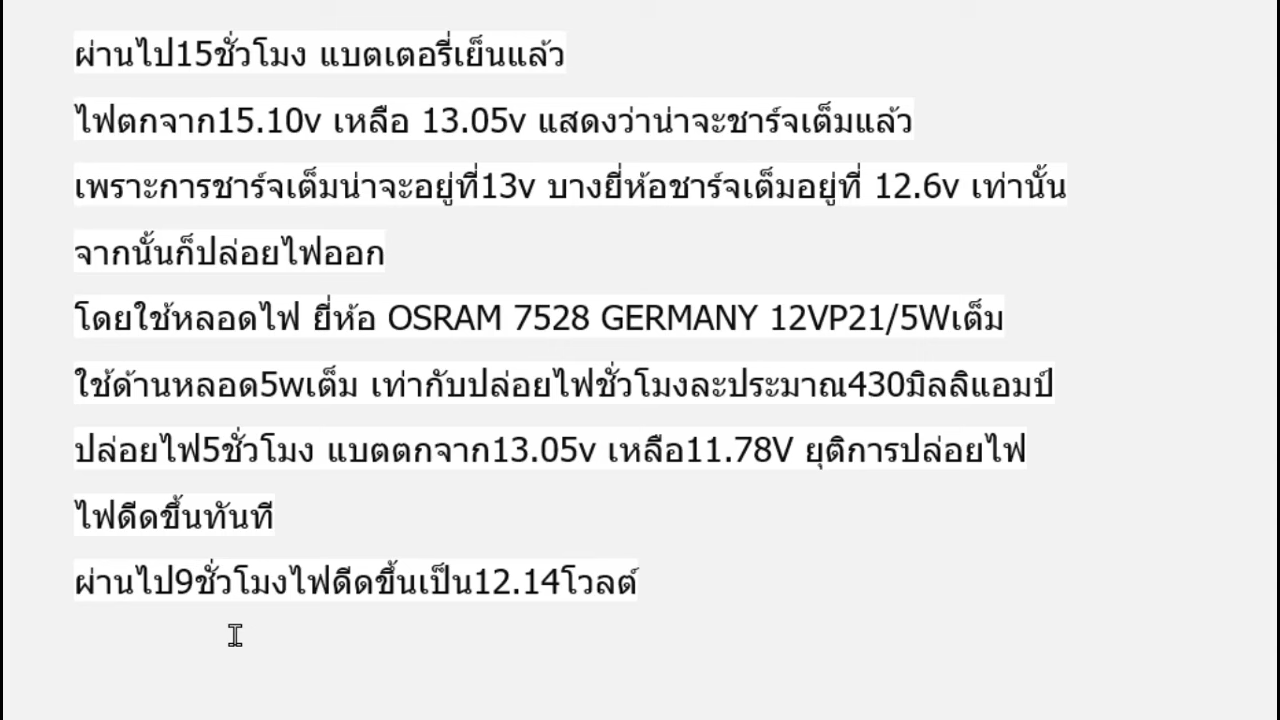 ผ่านไป15ชั่วโมง แบตเตอรี่เย็นแล้ว
ไฟตกจาก15.10v เหลือ 13.05v แสดงว่าน่าจะชาร์จเต็มแล้ว
เพราะการชาร์จเต็มน่าจะอยู่ที่13v บางยี่ห้อชาร์จเต็มอยู่ที่ 12.6v เท่านั้น
จากนั้นก็ปล่อยไฟออก
โดยใช้หลอดไฟ ยี่ห้อ OSRAM 7528 GERMANY 12VP21/5Wเต็ม
ใช้ด้านหลอด5wเต็ม เท่ากับปล่อยไฟชั่วโมงละประมาณ430มิลลิแอมป์
ปล่อยไฟ5ชั่วโมง แบตตกจาก13.05v เหลือ11.78V ยุติการปล่อยไฟ
ไฟดีดขึ้นทันที
ผ่านไป9ชั่วโมงไฟดีดขึ้นเป็น12.14โวลต์